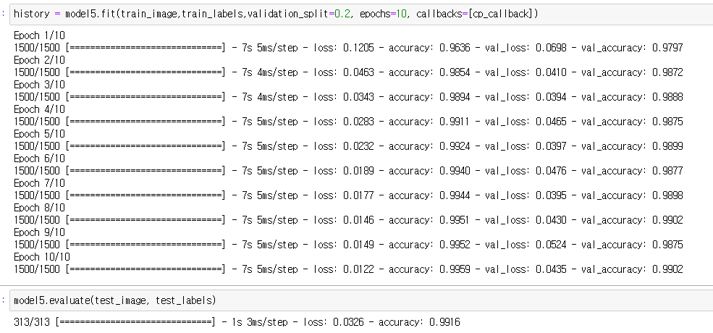 : history = model5.fit(train_image,train_labels,validation_split=0.2, epochs=10, callbacks=[cp_callback])
Epoch 1/10
1500/1500 [==============================] - 7s 5ms/step - loss: 0.1205 - accuracy: 0.9636 - val_loss: 0.0698 - val_accuracy: 0.9797
Epoch 2/10
1500/1500 [==============================] - 7s 4ms/step - loss: 0.0463 - accuracy: 0.9854 - val_loss: 0.0410 - val_accuracy: 0.9872
Epoch 3/10
1500/1500 [==============================] - 7s 4ms/step - loss: 0.0343 - accuracy: 0.9894 - val_loss: 0.0394 - val_accuracy: 0.9888
Epoch 4/10
1500/1500 [==============================] - 7s 5ms/step - loss: 0.0283 - accuracy: 0.9911 - val_loss: 0.0465 - val_accuracy: 0.9875
Epoch 5/10
1500/1500 [==============================] - 7s 5ms/step - loss: 0.0232 - accuracy: 0.9924 - val_loss: 0.0397 - val_accuracy: 0.9899
Epoch 6/10
1500/1500 [==============================] - 7s 5ms/step - loss: 0.0189 - accuracy: 0.9940 - val_loss: 0.0476 - val_accuracy: 0.9877
Epoch 7/10
1500/1500 [==============================] - 7s 5ms/step - loss: 0.0177 - accuracy: 0.9944 - val_loss: 0.0395 - val_accuracy: 0.9898
Epoch 8/10
1500/1500 [==============================] - 7s 5ms/step - loss: 0.0146 - accuracy: 0.9951 - val_loss: 0.0430 - val_accuracy: 0.9902
Epoch 9/10
1500/1500 [==============================] - 7s 5ms/step - loss: 0.0149 - accuracy: 0.9952 - val_loss: 0.0524 - val_accuracy: 0.9875
Epoch 10/10
1500/1500 [==============================] - 7s 5ms/step - loss: 0.0122 - accuracy: 0.9959 - val_loss: 0.0435 - val_accuracy: 0.9902
: model5.evaluate(test_image, test_labels)
313/313 [==============================] - 1s 3ms/step - loss: 0.0326 - accuracy: 0.9916